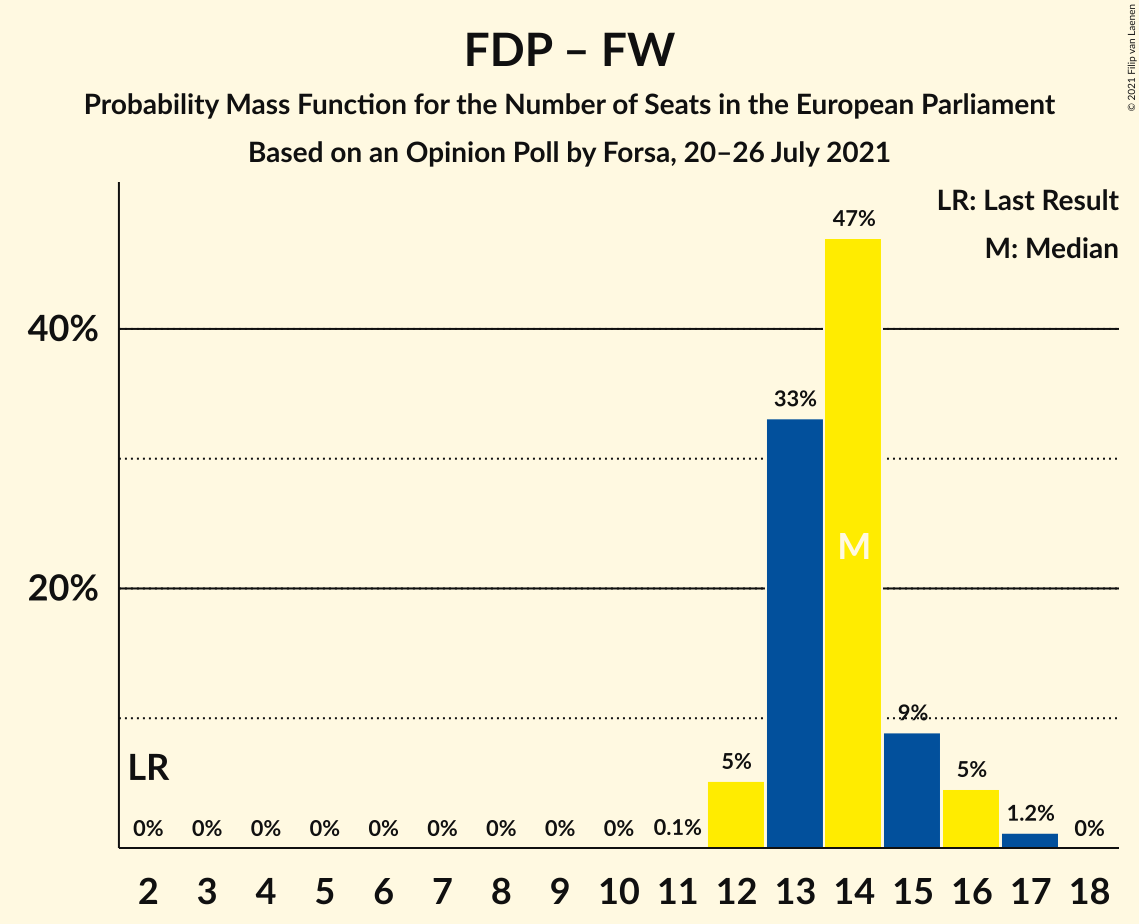 FDP – FW
Probability Mass Function for the Number of Seats in the European Parliament
Based on an Opinion Poll by Forsa, 20–26 July 2021
© 2021 Filip van Laenen
LR: Last Result
M: Median
40%
20%
LR
M
0% 0% 0% 0% 0% 0% 0% 0% 0% 0.1% 5% 33% 47% 9% 5% 1.2% 0%
2 3 4 5 6 7 8 9 10 11 12 13 14 15 16 17 18